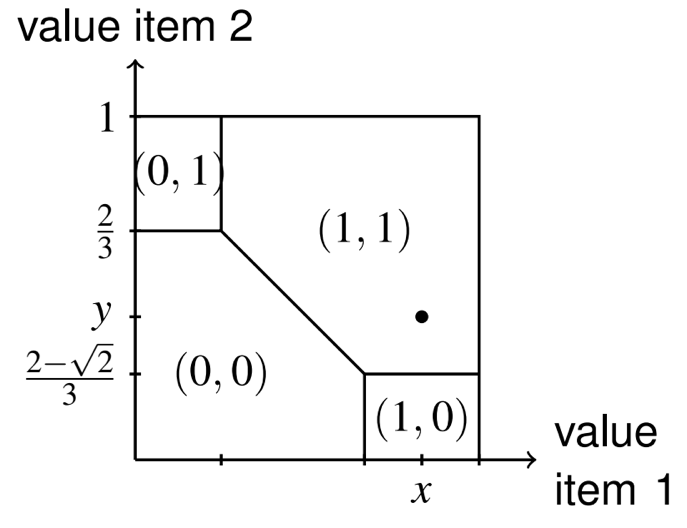 value item 2
1
(0, 1)
2/3
(1, 1)
y
2−√2/3
(0, 0)
(1, 0)
value
item 1
x